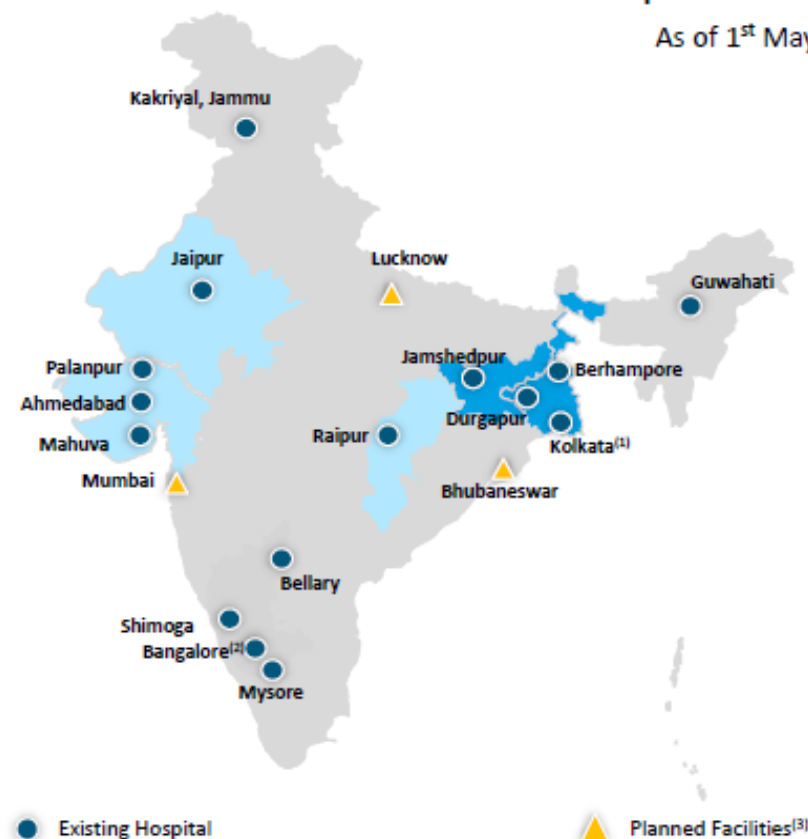 As of 1st May
Kakriyal, Jammu
Jaipur
Lucknow
Guwahati
Palanpur
Jamshedpur
Berhampore
Ahmedabad
Durgapur
Mahuva
Raipur
Kolkata(1)
Mumbai
Bhubaneswar
Bellary
Shimoga
Bangalore(2)
Mysore
Existing Hospital
Planned Facilities(3)